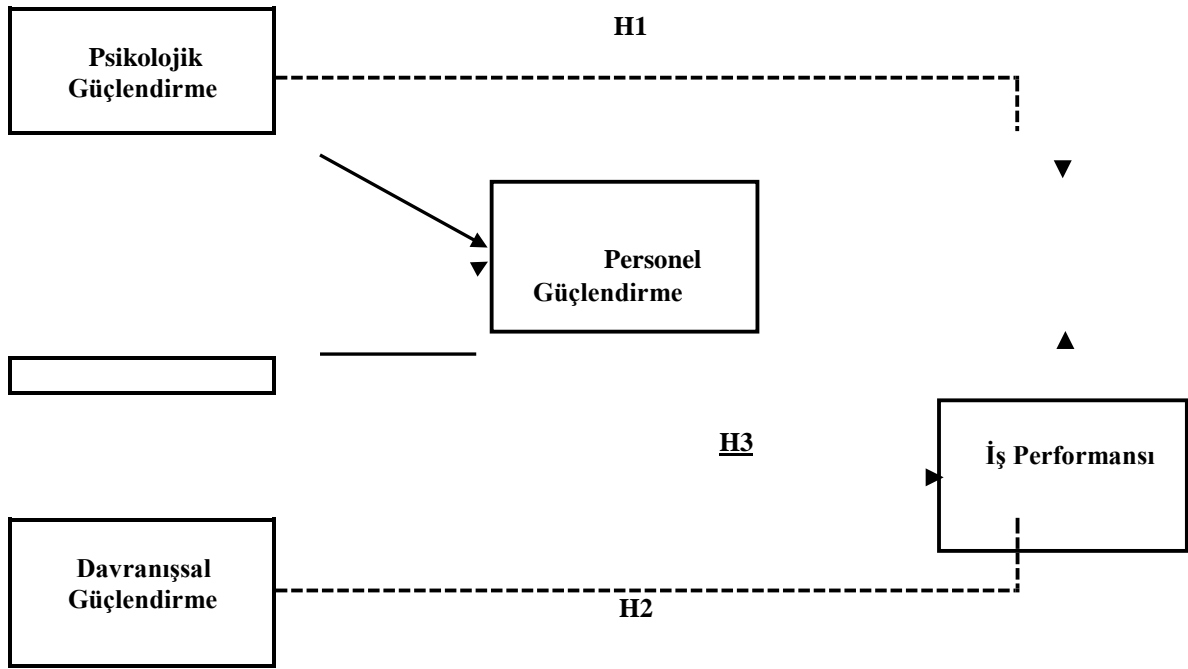 H1
Psikolojik
Güçlendirme
Personel
Güçlendirme
H3
İş Performansı
Davranışsal
Güçlendirme
H2